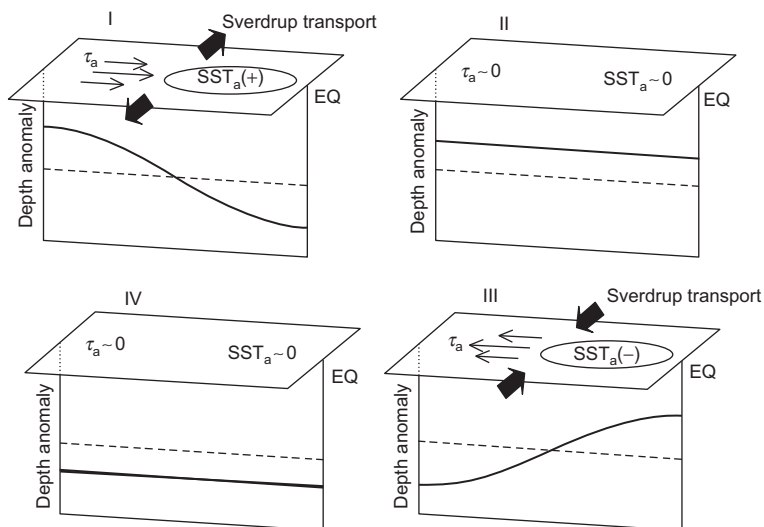 I
Sverdrup transport
τa
SSTa(+)
EQ
Depth anomaly
II
τa~0
SSTa~0
EQ
Depth anomaly
IV
τa~0
SSTa~0
EQ
Depth anomaly
III
Sverdrup transport
τa
SSTa(−)
EQ
Depth anomaly